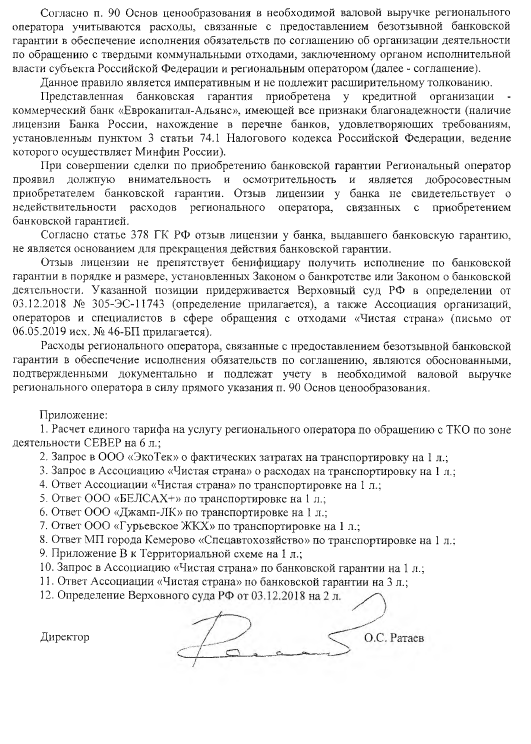 Согласно п. 90 Основ ценообразования в необходимой валовой выручке регионального
оператора учитываются расходы, связанные с предоставлением безотзывной банковской
гарантии в обеспечение исполнения обязательств по соглашению об организации деятельности
по обращению с твердыми коммунальными отходами, заключенному органом исполнительной
власти субъекта Российской Федерации и региональным оператором (далее - соглашение).
Данное правило является императивным и не подлежит расширительному толкованию.
Представленная банковская гарантия приобретена у кредитной организации -
коммерческий банк «Еврокапитал-Альянс», имеющей все признаки благонадежности (наличие
лицензии Банка России, нахождение в перечне банков, удовлетворяющих требованиям,
установленным пунктом 3 статьи 74.1 Налогового кодекса Российской Федерации, ведение
которого осуществляет Минфин России).
При совершении сделки по приобретению банковской гарантии Региональный оператор
проявил должную внимательность и осмотрительность и является добросовестным
приобретателем банковской гарантии. Отзыв лицензии у банка не свидетельствует о
недействительности расходов регионального оператора, связанных с приобретением
банковской гарантией.
Согласно статье 378 ГК РФ отзыв лицензии у банка, выдавшего банковскую гарантию,
не является основанием для прекращения действия банковской гарантии.
Отзыв лицензии не препятствует бенифициару получить исполнение по банковской
гарантии в порядке и размере, установленных Законом о банкротстве или Законом о банковской
деятельности. Указанной позиции придерживается Верховный суд РФ в определении от
03.12.2018 № 305-ЭС-11743 (определение прилагается), а также Ассоциация организаций,
операторов и специалистов в сфере обращения с отходами «Чистая страна» (письмо от
06.05.2019 исх. № 46-БП прилагается).
Расходы регионального оператора, связанные с предоставлением безотзывной банковской
гарантии в обеспечение исполнения обязательств по соглашению, являются обоснованными,
подтвержденными документально и подлежат учету в необходимой валовой выручке
регионального оператора в силу прямого указания п. 90 Основ ценообразования.
Приложение:
1. Расчет единого тарифа на услугу регионального оператора по обращению с ТКО по зоне
деятельности СЕВЕР на 6 л.;
2. Запрос в ООО «ЭкоТек» о фактических затратах на транспортировку на 1 л.;
3. Запрос в Ассоциацию «Чистая страна» о расходах на транспортировку на 1 л.;
4. Ответ Ассоциации «Чистая страна» по транспортировке на 1 л.;
5. Ответ ООО «БЕЛСАХ+» по транспортировке на 1 л.;
6. Ответ ООО «Джамп-ЛК» по транспортировке на 1 л.;
7. Ответ ООО «Гурьевское ЖКХ» по транспортировке на 1 л.;
8. Ответ МП города Кемерово «Спецавтохозяйство» по транспортировке на 1 л.;
9. Приложение В к Территориальной схеме на 1 л.;
10. Запрос в Ассоциацию «Чистая страна» по банковской гарантии на 1 л.;
11. Ответ Ассоциации «Чистая страна» по банковской гарантии на 3 л.;
12. Определение Верховного суда РФ от 03.12.2018 на 2 л.
Директор О.С. Ратаев